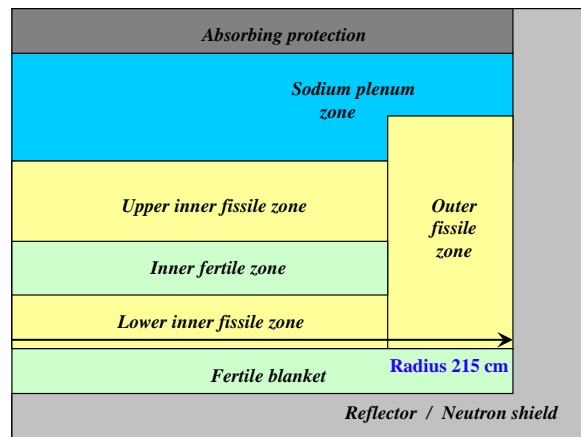 Absorbing protection
Sodium plenum
zone
Upper inner fissile zone
Outer
fissile
zone
Inner fertile zone
Lower inner fissile zone
Radius 215 cm
Fertile blanket
Reflector / Neutron shield